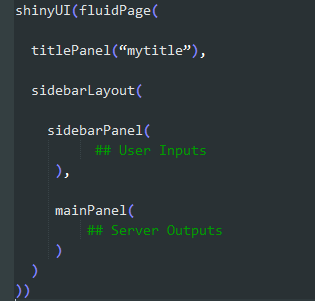 shinyUI(fluidPage(
titlePanel(“mytitle”),
sidebarLayout(
sidebarPanel(
## User Inputs
),
mainPanel(
## Server Outputs
)
)
))